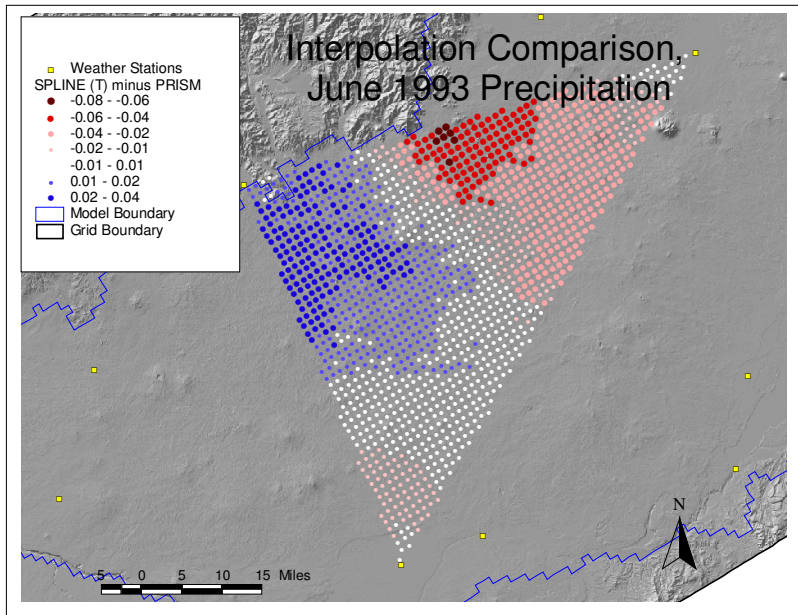 Interpolation Comparison,
June 1993 Precipitation
Weather Stations
SPLINE (T) minus PRISM
-0.08 - -0.06
-0.06 - -0.04
-0.04 - -0.02
-0.02 - -0.01
-0.01 - 0.01
0.01 - 0.02
0.02 - 0.04
Model Boundary
Grid Boundary
N
5 0 5 10 15 Miles